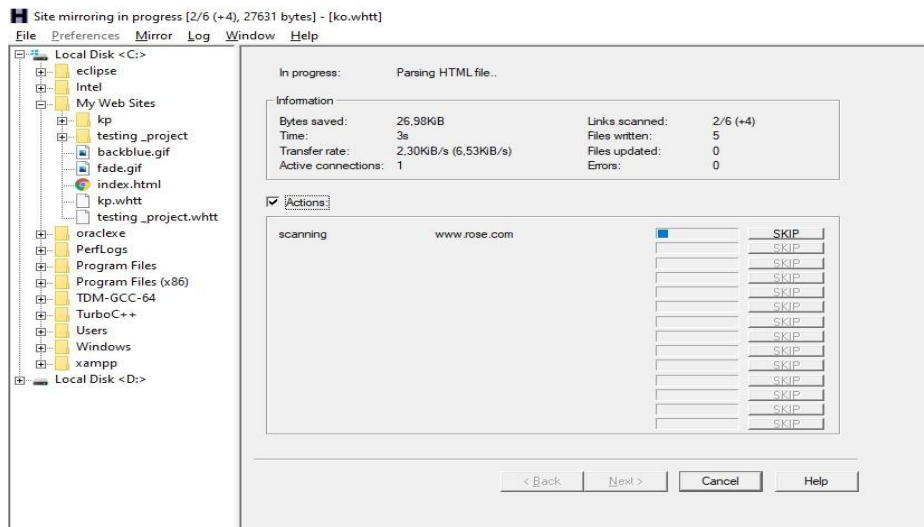 Site mirroring in progress [2/6 (+4), 27631 bytes] - [ko.whtt]
File Preferences Mirror Log Window Help
Local Disk <C:>
eclipse
Intel
My Web Sites
kp
testing _project
backblue.gif
fade.gif
index.html
kp.whtt
testing _project.whtt
oraclexe
PerfLogs
Program Files
Program Files (x86)
TDM-GCC-64
TurboC++
Users
Windows
xampp
Local Disk <D:>
In progress: Parsing HTML file..
Information
Bytes saved: 26,98KiB Links scanned: 2/6 (+4)
Time: 3s Files written: 5
Transfer rate: 2,30KiB/s (6,53KiB/s) Files updated: 0
Active connections: 1 Errors: 0
Actions:
scanning www.rose.com SKIP
SKIP
SKIP
SKIP
SKIP
SKIP
SKIP
SKIP
SKIP
SKIP
SKIP
SKIP
SKIP
SKIP
< Back Next > Cancel Help